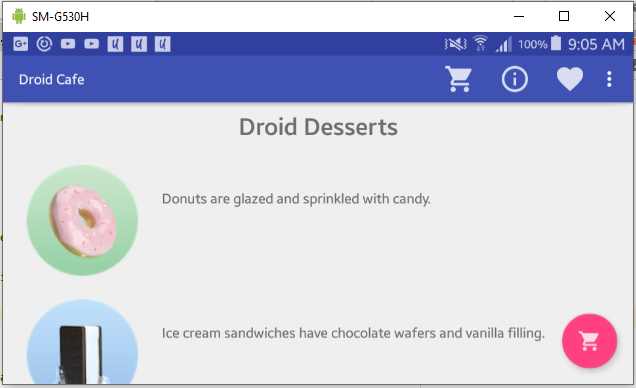 SM-G530H
G+ u u u 100% 9:05 AM
Droid Cafe
Droid Desserts
Donuts are glazed and sprinkled with candy.
Ice cream sandwiches have chocolate wafers and vanilla filling.